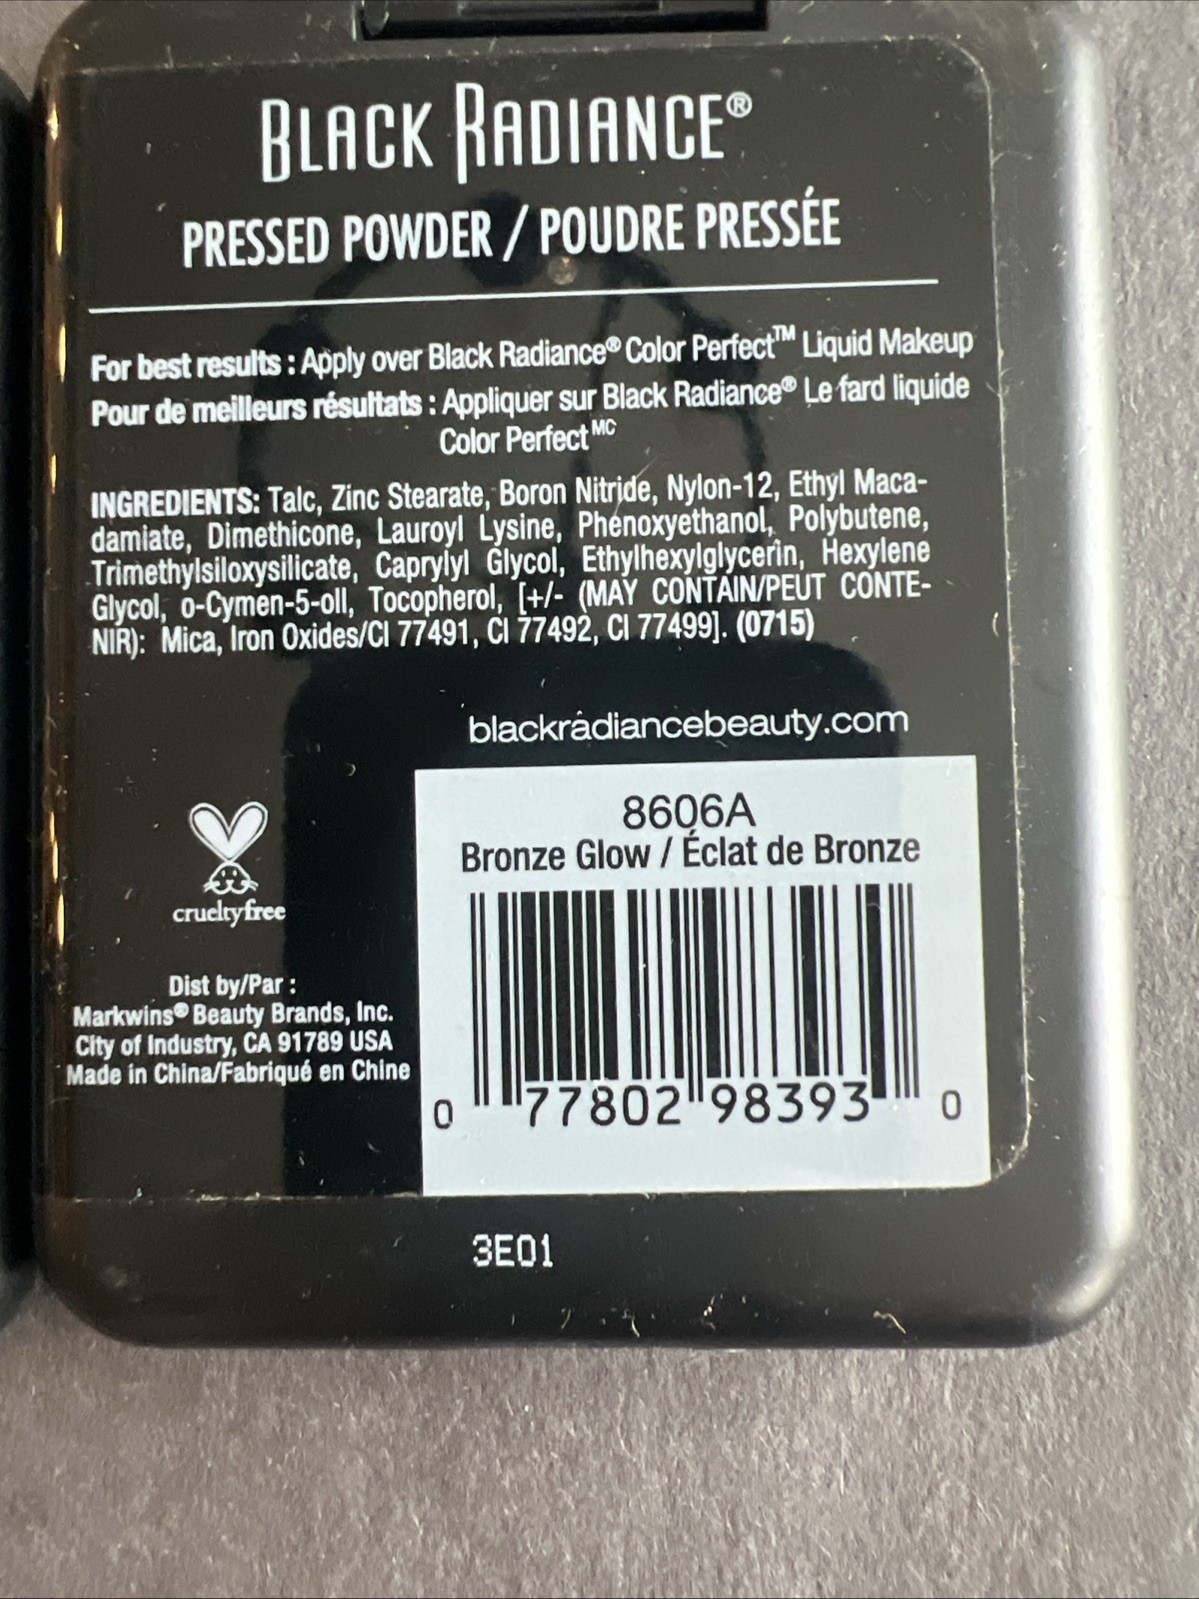 BLACK RADIANCE®
PRESSED POWDER / POUDRE PRESSÉE
For best results : Apply over Black Radiance® Color Perfect™ Liquid Makeup
Pour de meilleurs résultats : Appliquer sur Black Radiance® Le fard liquide
Color Perfect MC
INGREDIENTS: Talc, Zinc Stearate, Boron Nitride, Nylon-12, Ethyl Maca-
damiate, Dimethicone, Lauroyl Lysine, Phenoxyethanol, Polybutene,
Trimethylsiloxysilicate, Caprylyl Glycol, Ethylhexylglycerin, Hexylene
Glycol, o-Cymen-5-oll, Tocopherol, [+/- (MAY CONTAIN/PEUT CONTE-
NIR): Mica, Iron Oxides/CI 77491, CI 77492, CI 77499]. (0715)
blackradiancebeauty.com
8606A
Bronze Glow / Éclat de Bronze
crueltyfree
Dist by/Par :
Markwins® Beauty Brands, Inc.
City of Industry, CA 91789 USA
Made in China/Fabriqué en Chine
0 77802 98393 0
3E01